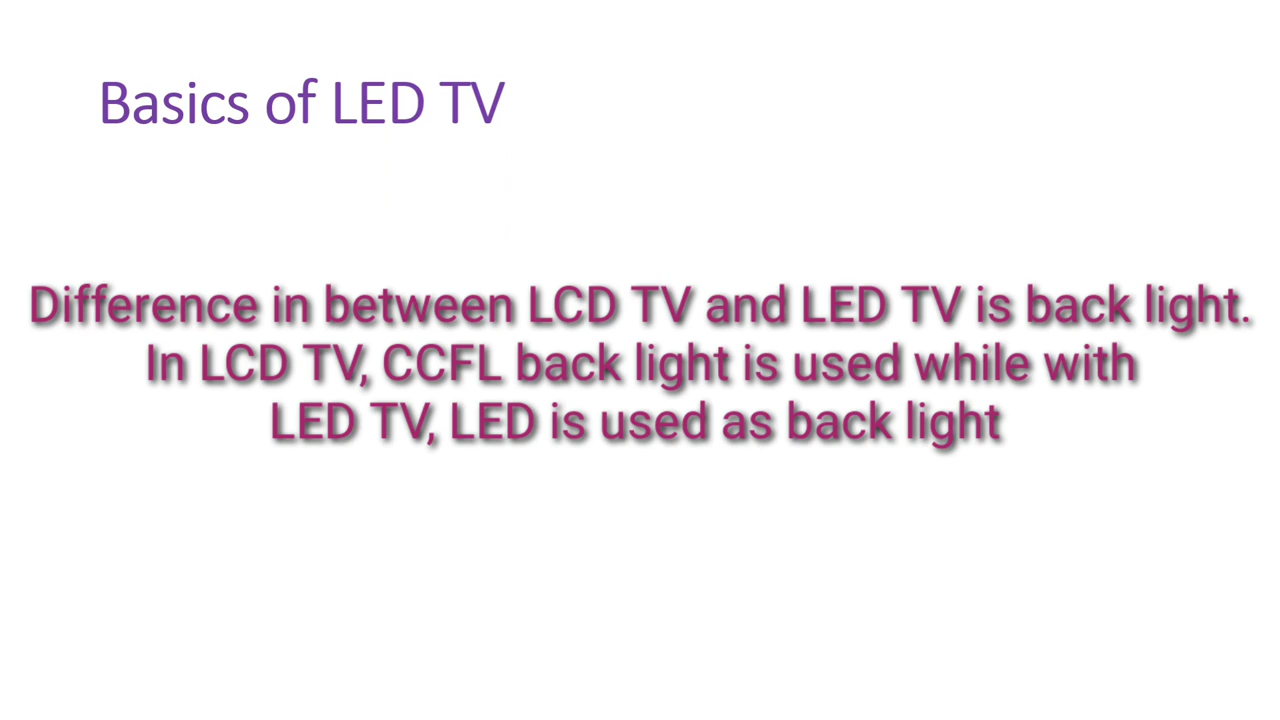 Basics of LED TV
Difference in between LCD TV and LED TV is back light.
In LCD TV, CCFL back light is used while with
LED TV, LED is used as back light